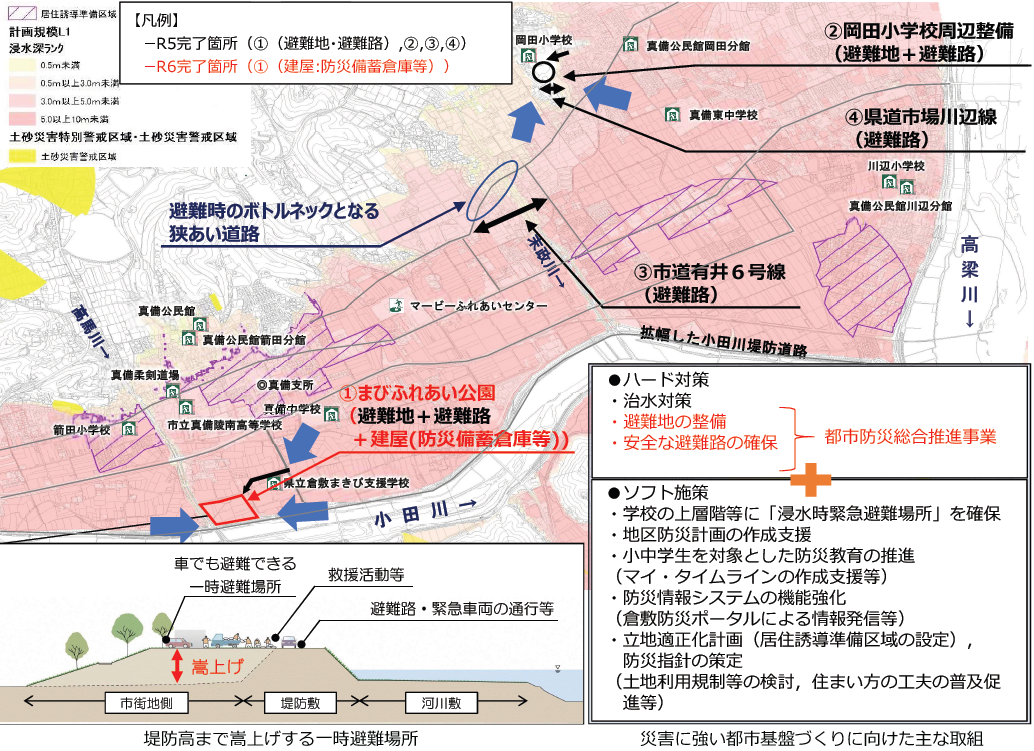 居住誘導準備区域
計画規模L1
浸水深ランク
0.5m未満
0.5m以上3.0m未満
3.0m以上5.0m未満
5.0以上10m未満
土砂災害特別警戒区域・土砂災害警戒区域
土砂災害警戒区域
【凡例】
－R5完了箇所（①（避難地・避難路）,②,③,④）
－R6完了箇所（①（建屋:防災備蓄倉庫等））
岡田小学校
真備公民館岡田分館
②岡田小学校周辺整備
（避難地＋避難路）
真備東中学校
④県道市場川辺線
（避難路）
川辺小学校
真備公民館川辺分館
避難時のボトルネックとなる
狭あい道路
末政川→
高梁川→
③市道有井６号線
（避難路）
マービーふれあいセンター
高馬川→
真備公民館
真備公民館箭田分館
拡幅した小田川堤防道路
真備柔剣道場
◎真備支所
①まびふれあい公園
（避難地＋避難路
＋建屋(防災備蓄倉庫等)）
真備中学校
市立真備陵南高等学校
箭田小学校
県立倉敷まきび支援学校
小田川→
●ハード対策
・治水対策
・避難地の整備
・安全な避難路の確保
都市防災総合推進事業
●ソフト施策
・学校の上層階等に「浸水時緊急避難場所」を確保
・地区防災計画の作成支援
・小中学生を対象とした防災教育の推進
（マイ・タイムラインの作成支援等）
・防災情報システムの機能強化
（倉敷防災ポータルによる情報発信等）
・立地適正化計画（居住誘導準備区域の設定），
防災指針の策定
（土地利用規制等の検討，住まい方の工夫の普及促
進等）
車でも避難できる
一時避難場所
救援活動等
避難路・緊急車両の通行等
嵩上げ
市街地側
堤防敷
河川敷
堤防高まで嵩上げする一時避難場所
災害に強い都市基盤づくりに向けた主な取組